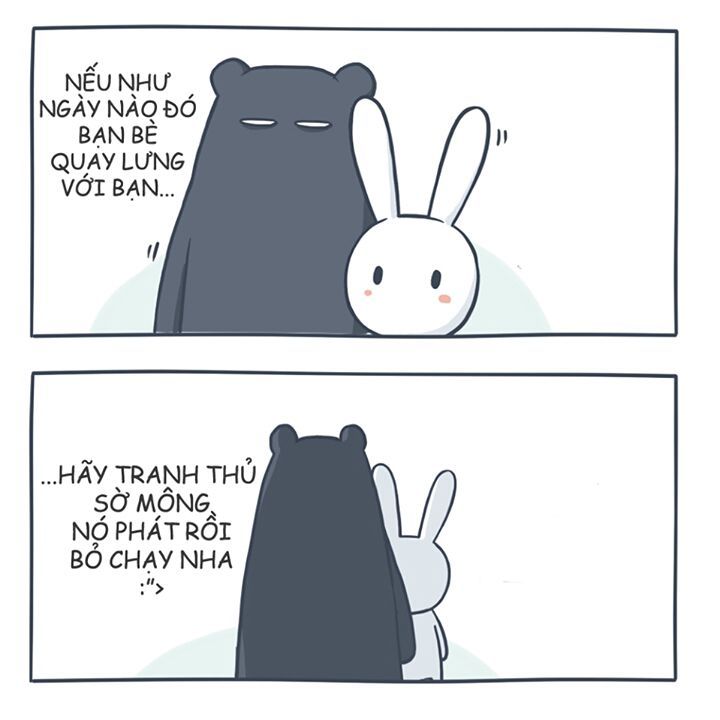 NẾU NHƯ
NGÀY NÀO ĐÓ
BẠN BÈ
QUAY LƯNG
VỚI BẠN...
...HÃY TRANH THỦ
SỜ MÔNG
NÓ PHÁT RỒI
BỎ CHẠY NHA
:">